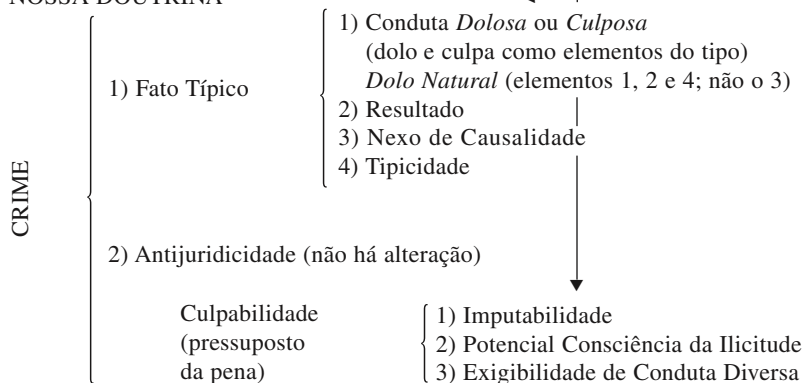 NOSSA DOUTRINA
CRIME
1) Fato Típico
1) Conduta Dolosa ou Culposa
(dolo e culpa como elementos do tipo)
Dolo Natural (elementos 1, 2 e 4; não o 3)
2) Resultado
3) Nexo de Causalidade
4) Tipicidade
2) Antijuridicidade (não há alteração)
Culpabilidade
(pressuposto
da pena)
1) Imputabilidade
2) Potencial Consciência da Ilicitude
3) Exigibilidade de Conduta Diversa